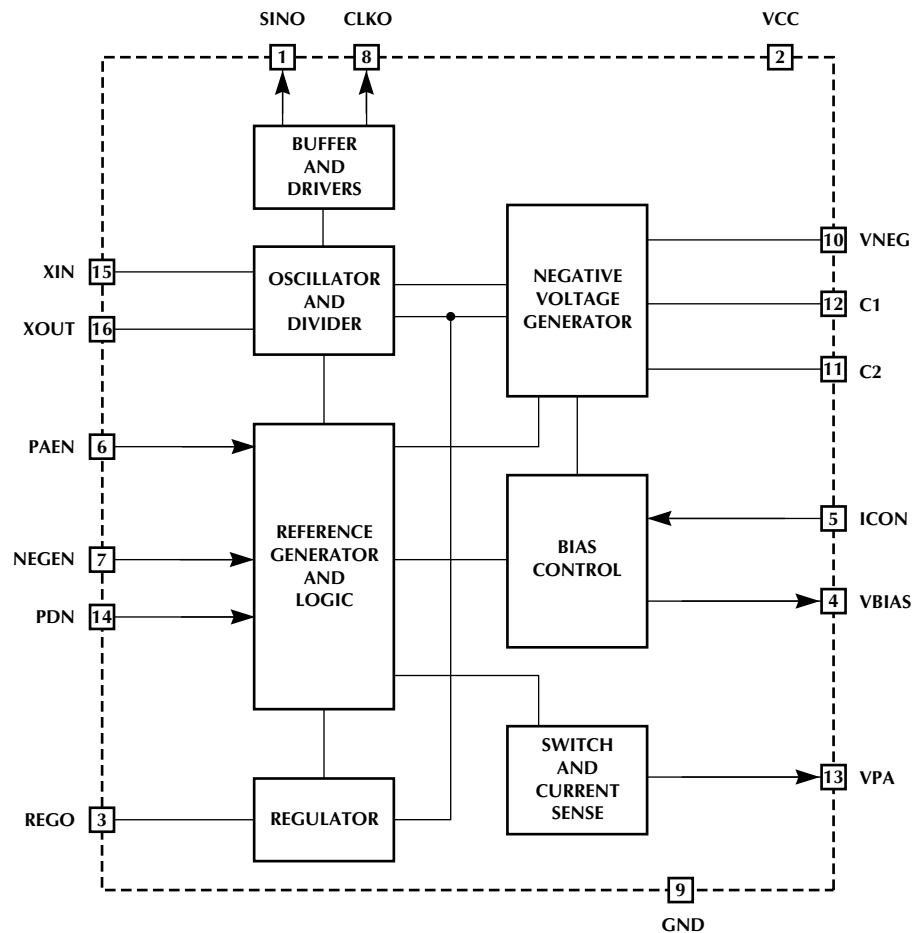 SINO CLKO VCC
1 8 2
BUFFER
AND
DRIVERS
XIN 15
XOUT 16
OSCILLATOR
AND
DIVIDER
NEGATIVE
VOLTAGE
GENERATOR
10 VNEG
12 C1
11 C2
PAEN 6
NEGEN 7
PDN 14
REFERENCE
GENERATOR
AND
LOGIC
BIAS
CONTROL
5 ICON
4 VBIAS
SWITCH
AND
CURRENT
SENSE
13 VPA
REGO 3
REGULATOR
9
GND